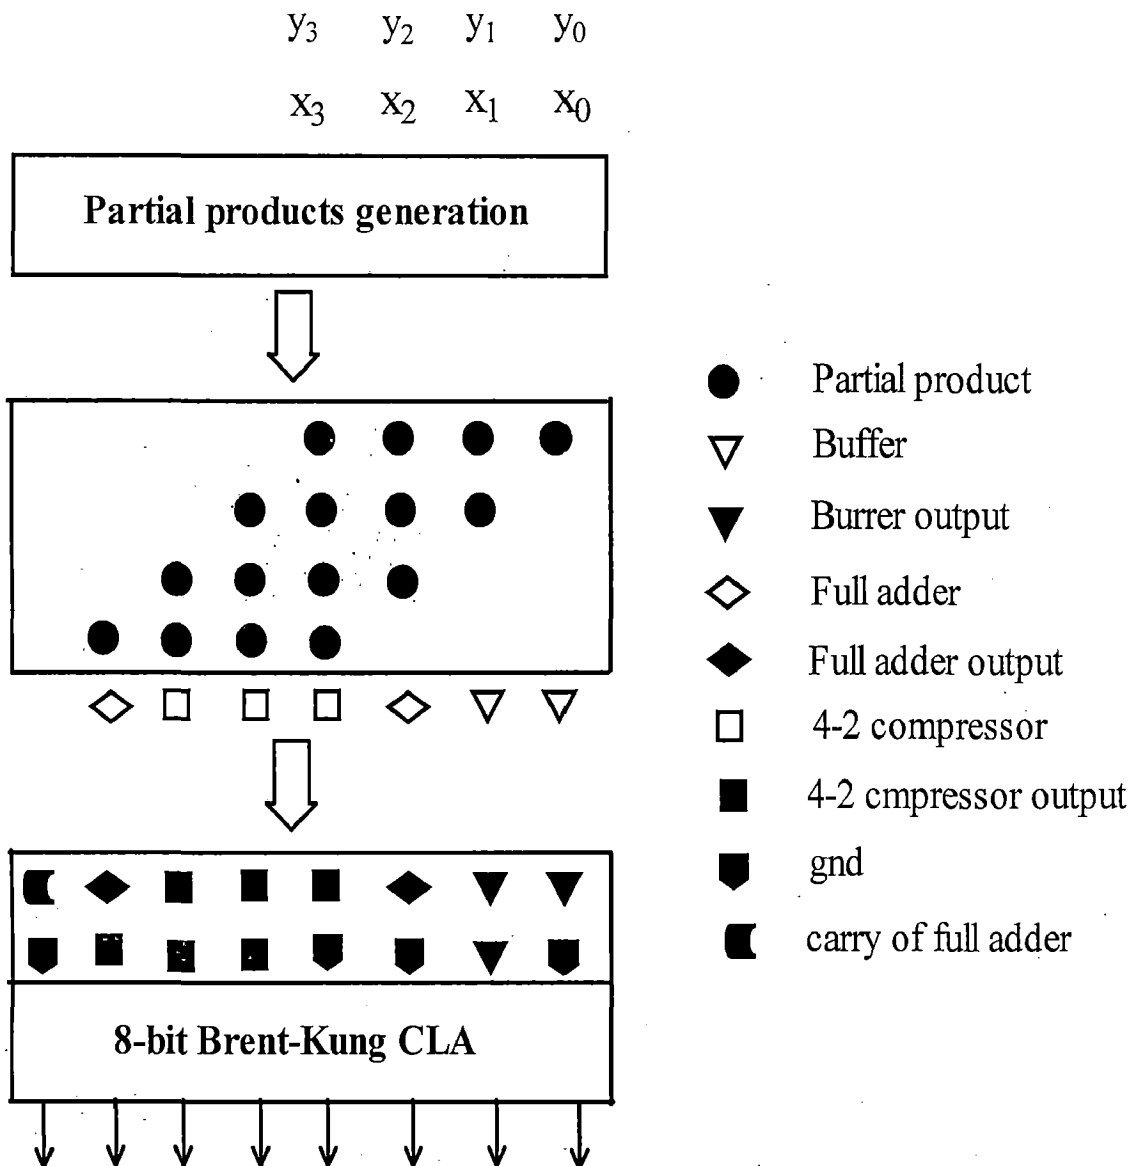 y₃ y₂ y₁ y₀
x₃ x₂ x₁ x₀
Partial products generation
Partial product
Buffer
Burrer output
Full adder
Full adder output
4-2 compressor
4-2 cmpressor output
gnd
carry of full adder
8-bit Brent-Kung CLA